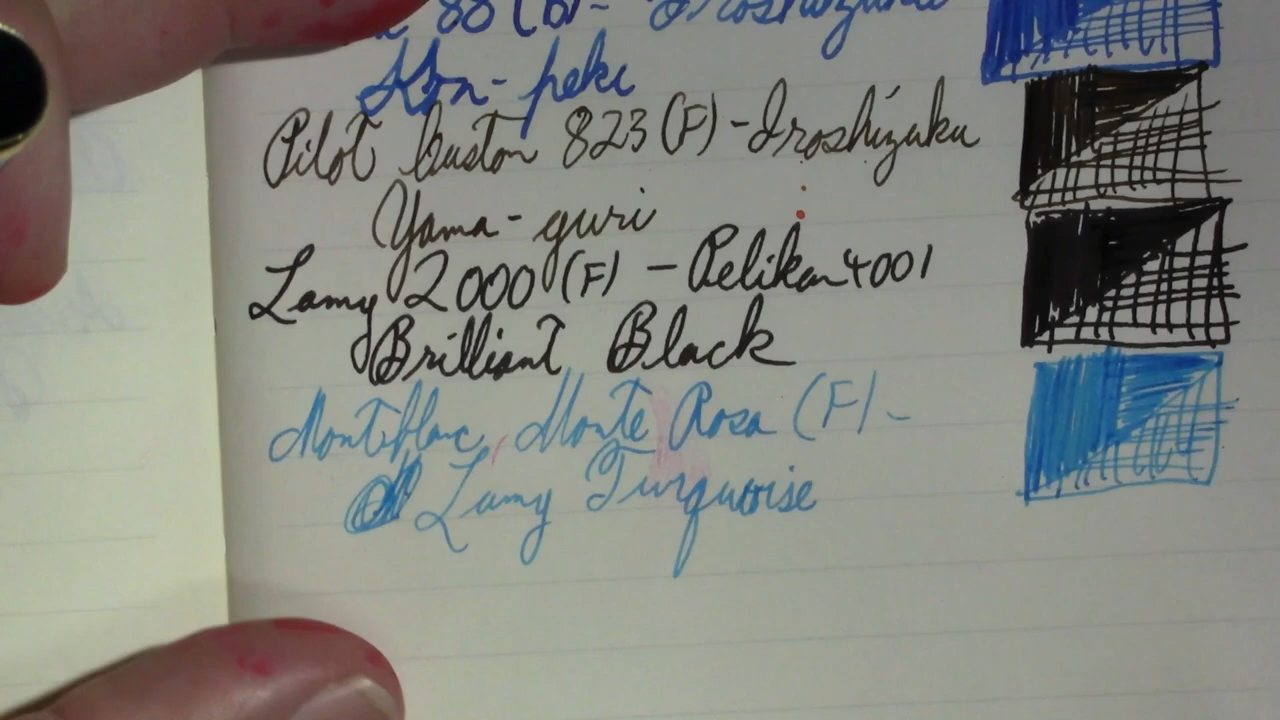 88 (B) - Iroshizuku
Kon-peki
Pilot Custom 823 (F) - Iroshizuku
Yama-guri
Lamy 2000 (F) - Pelikan 4001
Brilliant Black
Montblanc Monte Rosa (F) -
Lamy Turquoise